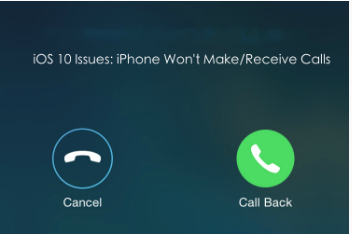 iOS 10 Issues: iPhone Won't Make/Receive Calls
Cancel
Call Back